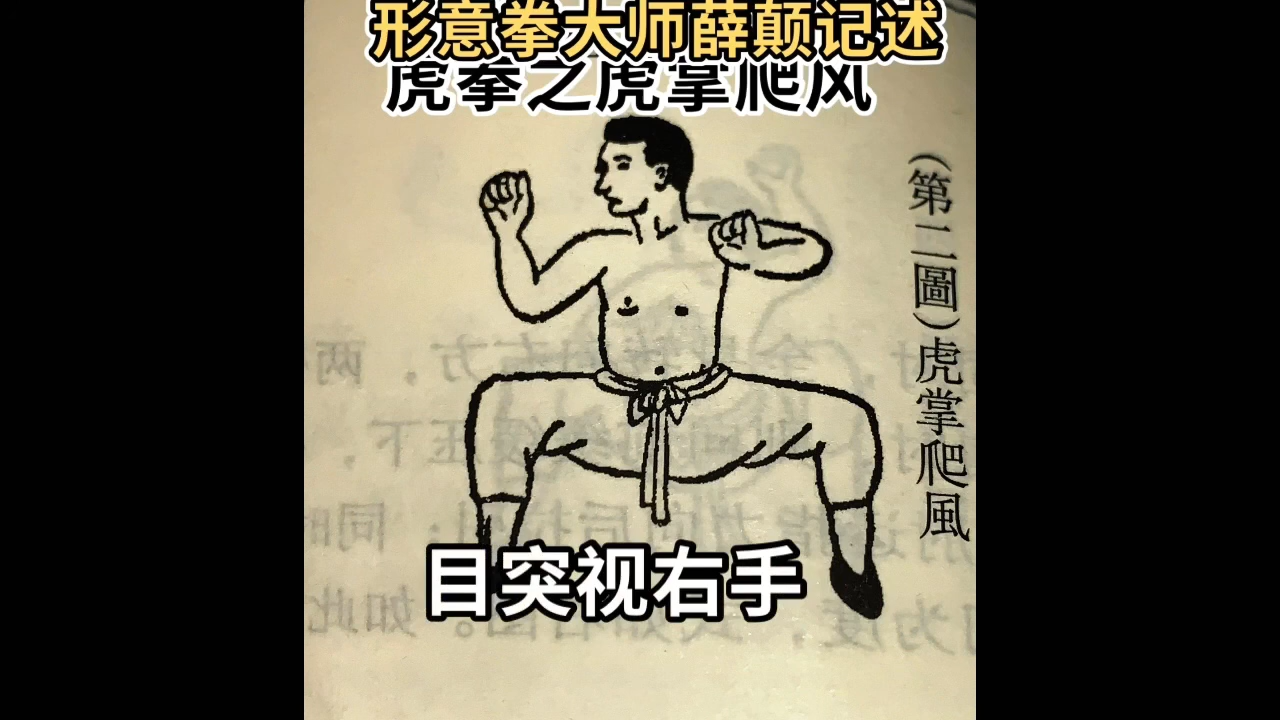 形意拳大师薛颠记述
虎拳之虎掌爬风
(第二圖)虎掌爬風
目突视右手